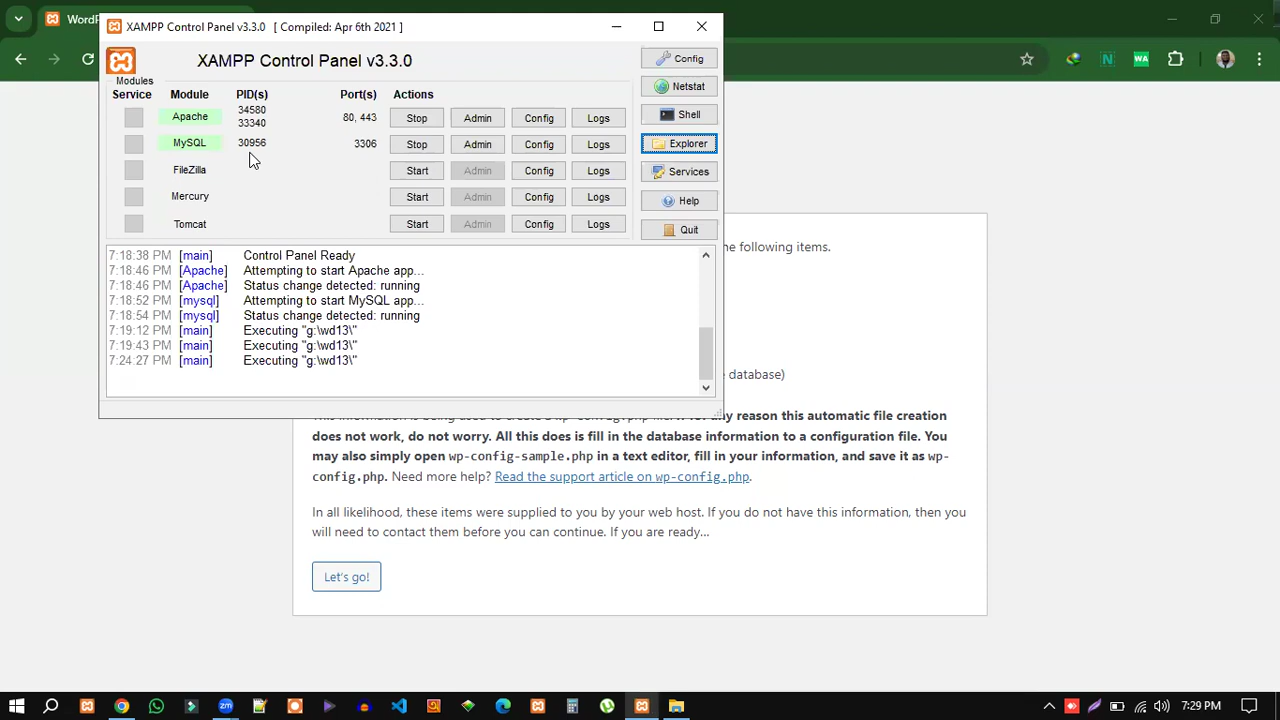 WordP
XAMPP Control Panel v3.3.0 [ Compiled: Apr 6th 2021 ]
XAMPP Control Panel v3.3.0
Config
Modules
Service Module PID(s) Port(s) Actions
Netstat
Apache 34580 33340 80, 443 Stop Admin Config Logs
Shell
MySQL 30956 3306 Stop Admin Config Logs
Explorer
FileZilla Start Admin Config Logs
Services
Mercury Start Admin Config Logs
Help
Tomcat Start Admin Config Logs
Quit
7:18:38 PM [main] Control Panel Ready
7:18:46 PM [Apache] Attempting to start Apache app...
7:18:46 PM [Apache] Status change detected: running
7:18:52 PM [mysql] Attempting to start MySQL app...
7:18:54 PM [mysql] Status change detected: running
7:19:12 PM [main] Executing "g:\wd13\"
7:19:43 PM [main] Executing "g:\wd13\"
7:24:27 PM [main] Executing "g:\wd13\"
e following items.
e database)
any reason this automatic file creation
does not work, do not worry. All this does is fill in the database information to a configuration file. You
may also simply open wp-config-sample.php in a text editor, fill in your information, and save it as wp-
config.php. Need more help? Read the support article on wp-config.php.
In all likelihood, these items were supplied to you by your web host. If you do not have this information, then you
will need to contact them before you can continue. If you are ready…
Let's go!
WA
zm
7:29 PM